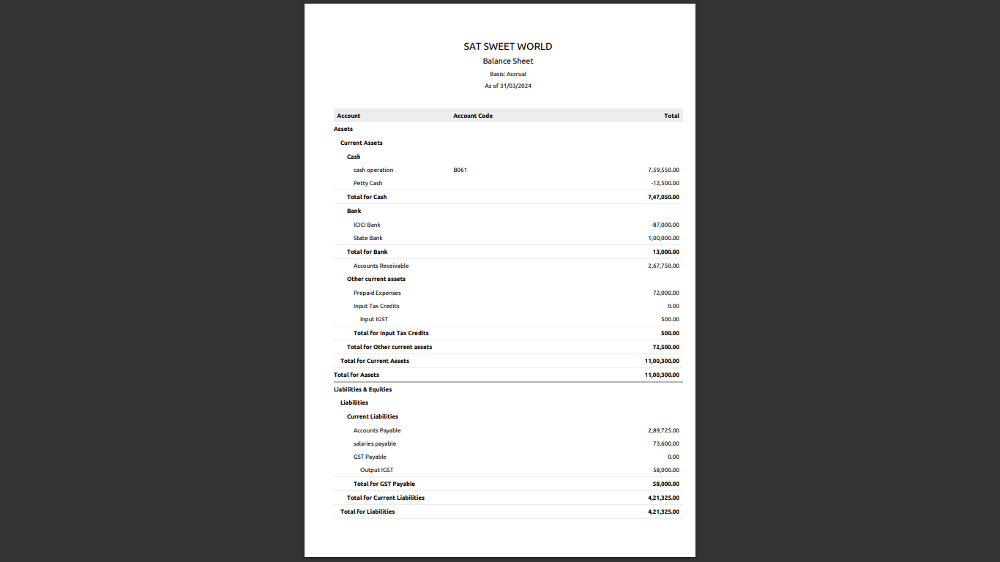 SAT SWEET WORLD
Balance Sheet
Basis: Accrual
As of 31/03/2024
Account Account Code Total
Assets
Current Assets
Cash
cash operation B061 7,59,550.00
Petty Cash -12,500.00
Total for Cash 7,47,050.00
Bank
ICICI Bank -87,000.00
State Bank 1,00,000.00
Total for Bank 13,000.00
Accounts Receivable 2,67,750.00
Other current assets
Prepaid Expenses 72,000.00
Input Tax Credits 0.00
Input IGST 500.00
Total for Input Tax Credits 500.00
Total for Other current assets 72,500.00
Total for Current Assets 11,00,300.00
Total for Assets 11,00,300.00
Liabilities & Equities
Liabilities
Current Liabilities
Accounts Payable 2,89,725.00
salaries payable 73,600.00
GST Payable 0.00
Output IGST 58,000.00
Total for GST Payable 58,000.00
Total for Current Liabilities 4,21,325.00
Total for Liabilities 4,21,325.00